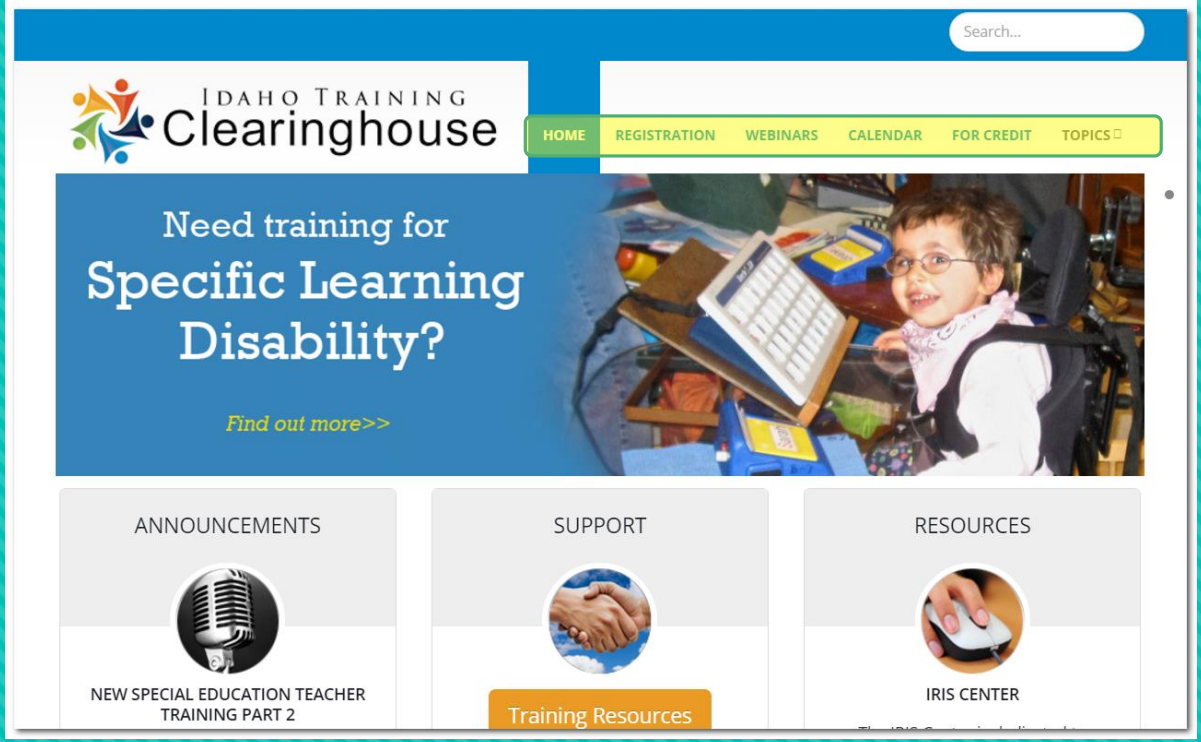 Search...
IDAHO TRAINING
Clearinghouse
HOME REGISTRATION WEBINARS CALENDAR FOR CREDIT TOPICS
Need training for
Specific Learning
Disability?
Find out more>>
ANNOUNCEMENTS
SUPPORT
RESOURCES
NEW SPECIAL EDUCATION TEACHER
TRAINING PART 2
Training Resources
IRIS CENTER